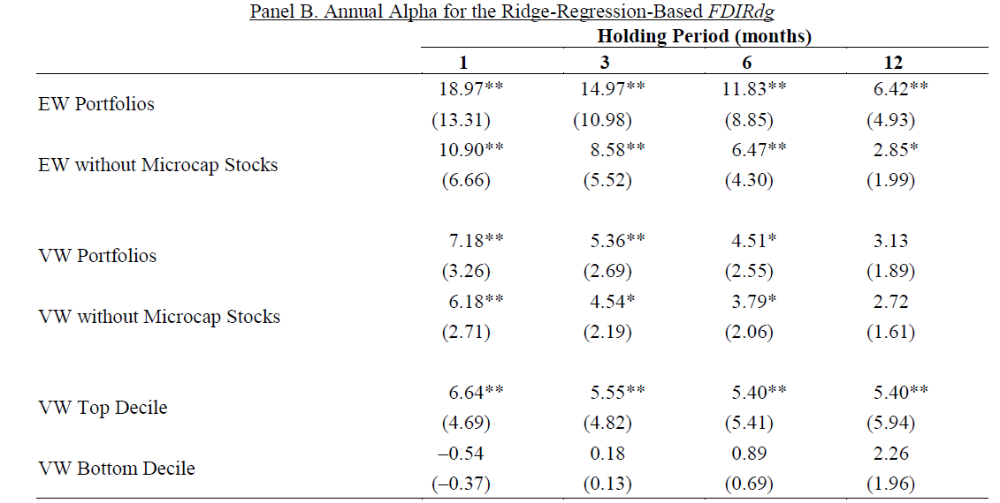 Panel B. Annual Alpha for the Ridge-Regression-Based FDIRdg
Holding Period (months)
1 3 6 12
EW Portfolios 18.97** 14.97** 11.83** 6.42**
(13.31) (10.98) (8.85) (4.93)
EW without Microcap Stocks 10.90** 8.58** 6.47** 2.85*
(6.66) (5.52) (4.30) (1.99)
VW Portfolios 7.18** 5.36** 4.51* 3.13
(3.26) (2.69) (2.55) (1.89)
VW without Microcap Stocks 6.18** 4.54* 3.79* 2.72
(2.71) (2.19) (2.06) (1.61)
VW Top Decile 6.64** 5.55** 5.40** 5.40**
(4.69) (4.82) (5.41) (5.94)
VW Bottom Decile –0.54 0.18 0.89 2.26
(–0.37) (0.13) (0.69) (1.96)